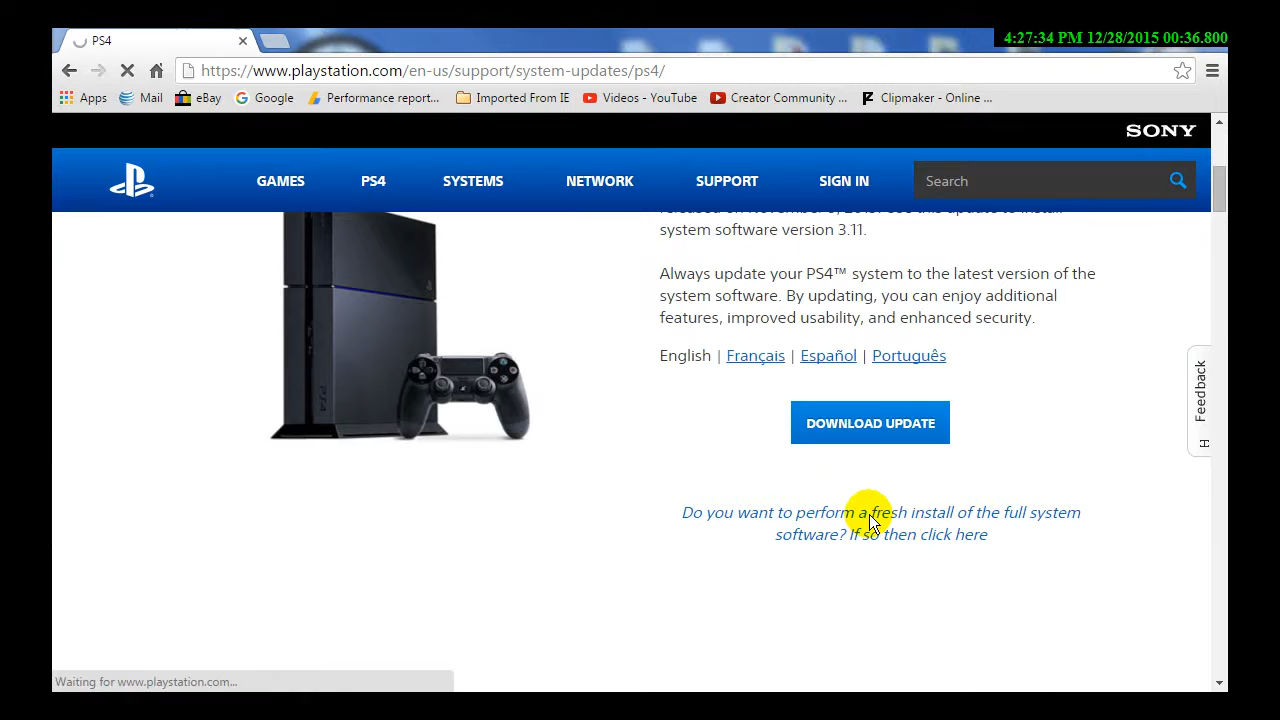 4:27:34 PM 12/28/2015 00:36.800
PS4
https://www.playstation.com/en-us/support/system-updates/ps4/
Apps Mail eBay Google Performance report... Imported From IE Videos - YouTube Creator Community ... Clipmaker - Online ...
SONY
GAMES PS4 SYSTEMS NETWORK SUPPORT SIGN IN Search
system software version 3.11.
Always update your PS4™ system to the latest version of the
system software. By updating, you can enjoy additional
features, improved usability, and enhanced security.
English | Français | Español | Português
Feedback
DOWNLOAD UPDATE
Do you want to perform a fresh install of the full system
software? If so then click here
Waiting for www.playstation.com...